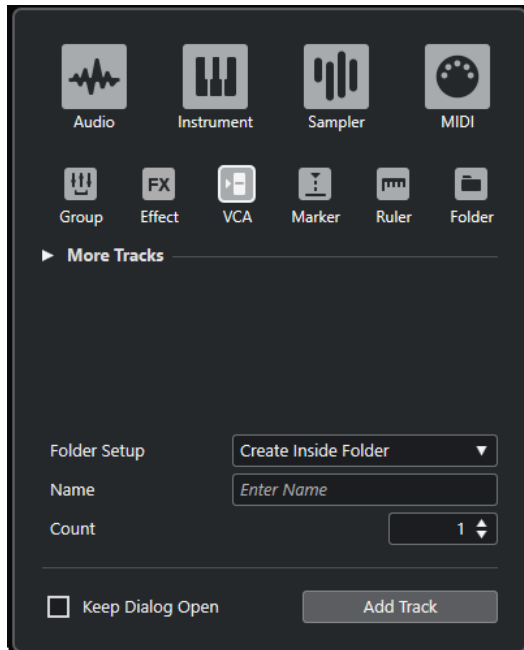 Audio Instrument Sampler MIDI
FX
Group Effect VCA Marker Ruler Folder
More Tracks
Folder Setup Create Inside Folder
Name Enter Name
Count 1
Keep Dialog Open Add Track